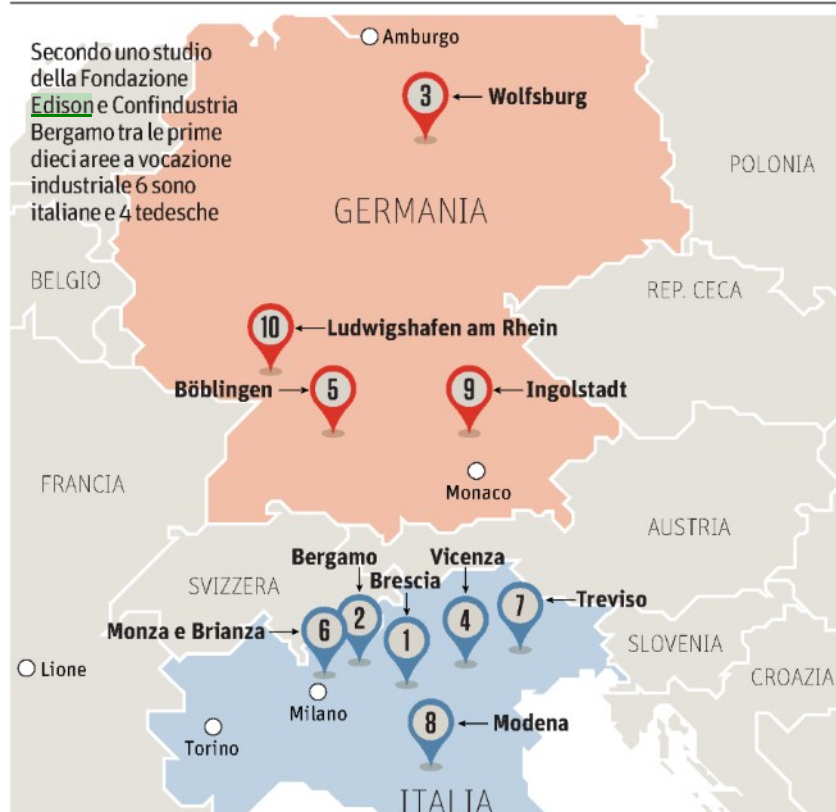 Secondo uno studio
della Fondazione
Edison e Confindustria
Bergamo tra le prime
dieci aree a vocazione
industriale 6 sono
italiane e 4 tedesche
Amburgo
3
Wolfsburg
POLONIA
GERMANIA
BELGIO
REP. CECA
10
Ludwigshafen am Rhein
Böblingen
5
9
Ingolstadt
FRANCIA
Monaco
AUSTRIA
SVIZZERA
Bergamo
Brescia
Vicenza
Treviso
Monza e Brianza
6
2
1
4
7
SLOVENIA
CROAZIA
Lione
Milano
Torino
8
Modena
ITALIA